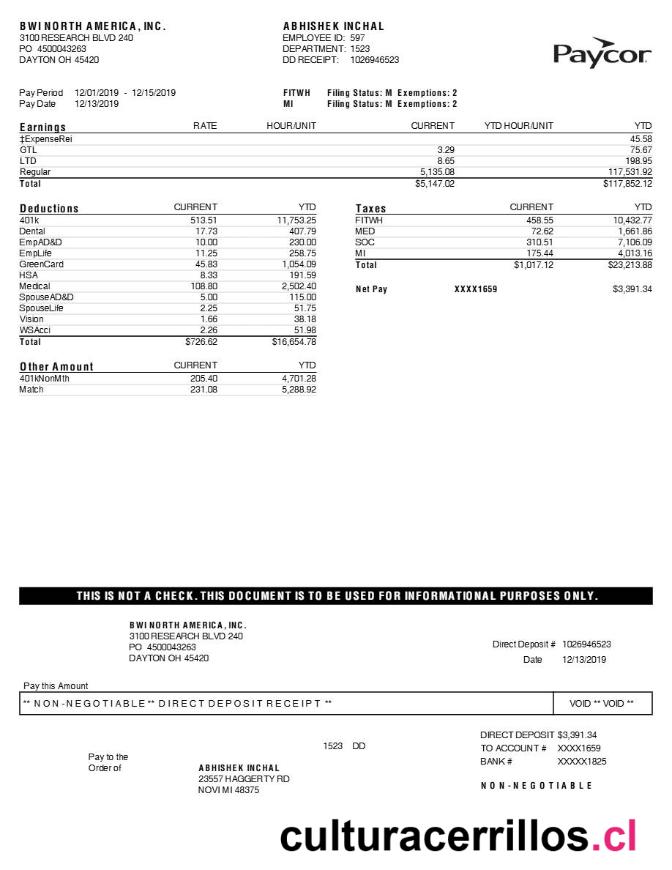 BWI NORTH AMERICA, INC.
3100 RESEARCH BLVD 240
PO 4500043263
DAYTON OH 45420
ABHISHEK INCHAL
EMPLOYEE ID: 597
DEPARTMENT: 1523
DD RECEIPT: 1026946523
Paycor
Pay Period 12/01/2019 - 12/15/2019
Pay Date 12/13/2019
FITWH Filing Status: M Exemptions: 2
MI Filing Status: M Exemptions: 2
Earnings RATE HOUR/UNIT CURRENT YTD HOUR/UNIT YTD
‡ExpenseRei 45.58
GTL 3.29 75.67
LTD 8.65 198.95
Regular 5,135.08 117,531.92
Total $5,147.02 $117,852.12
Deductions CURRENT YTD
401k 513.51 11,753.25
Dental 17.73 407.79
EmpAD&D 10.00 230.00
EmpLife 11.25 258.75
GreenCard 45.83 1,054.09
HSA 8.33 191.59
Medical 108.80 2,502.40
SpouseAD&D 5.00 115.00
SpouseLife 2.25 51.75
Vision 1.66 38.18
WSAcci 2.26 51.98
Total $726.62 $16,654.78
Taxes CURRENT YTD
FITWH 458.55 10,432.77
MED 72.62 1,661.86
SOC 310.51 7,106.09
MI 175.44 4,013.16
Total $1,017.12 $23,213.88
Net Pay XXXX1659 $3,391.34
Other Amount CURRENT YTD
401kNonMth 205.40 4,701.28
Match 231.08 5,288.92
THIS IS NOT A CHECK. THIS DOCUMENT IS TO BE USED FOR INFORMATIONAL PURPOSES ONLY.
BWI NORTH AMERICA, INC.
3100 RESEARCH BLVD 240
PO 4500043263
DAYTON OH 45420
Direct Deposit # 1026946523
Date 12/13/2019
Pay this Amount
** NON-NEGOTIABLE ** DIRECT DEPOSIT RECEIPT ** VOID ** VOID **
1523 DD
DIRECT DEPOSIT $3,391.34
TO ACCOUNT # XXXX1659
BANK # XXXXX1825
NON-NEGOTIABLE
Pay to the
Order of
ABHISHEK INCHAL
23557 HAGGERTY RD
NOVI MI 48375
culturacerrillos.cl